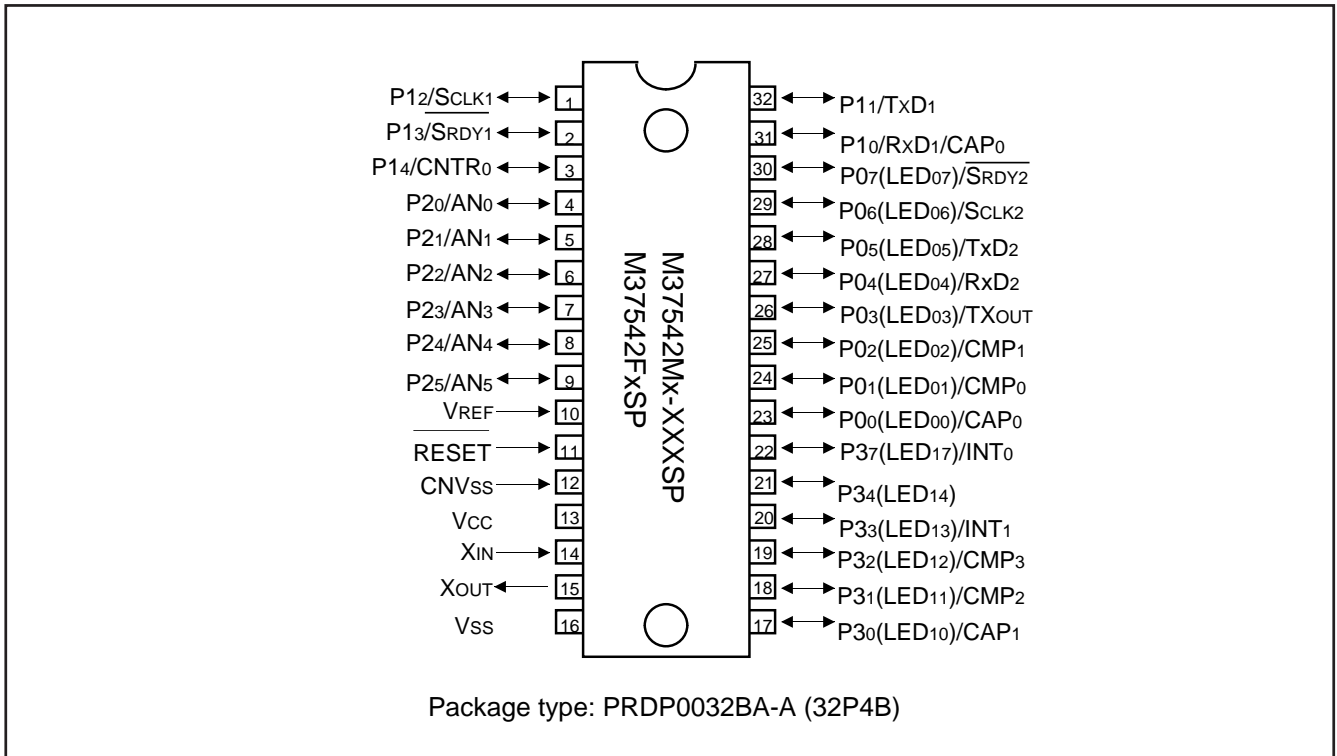 P12/SCLK1
P13/SRDY1
P14/CNTR0
P20/AN0
P21/AN1
P22/AN2
P23/AN3
P24/AN4
P25/AN5
VREF
RESET
CNVSS
VCC
XIN
XOUT
VSS
1
2
3
4
5
6
7
8
9
10
11
12
13
14
15
16
M37542Mx-XXXSP
M37542FxSP
32
31
30
29
28
27
26
25
24
23
22
21
20
19
18
17
P11/TXD1
P10/RXD1/CAP0
P07(LED07)/SRDY2
P06(LED06)/SCLK2
P05(LED05)/TxD2
P04(LED04)/RxD2
P03(LED03)/TXOUT
P02(LED02)/CMP1
P01(LED01)/CMP0
P00(LED00)/CAP0
P37(LED17)/INT0
P34(LED14)
P33(LED13)/INT1
P32(LED12)/CMP3
P31(LED11)/CMP2
P30(LED10)/CAP1
Package type: PRDP0032BA-A (32P4B)